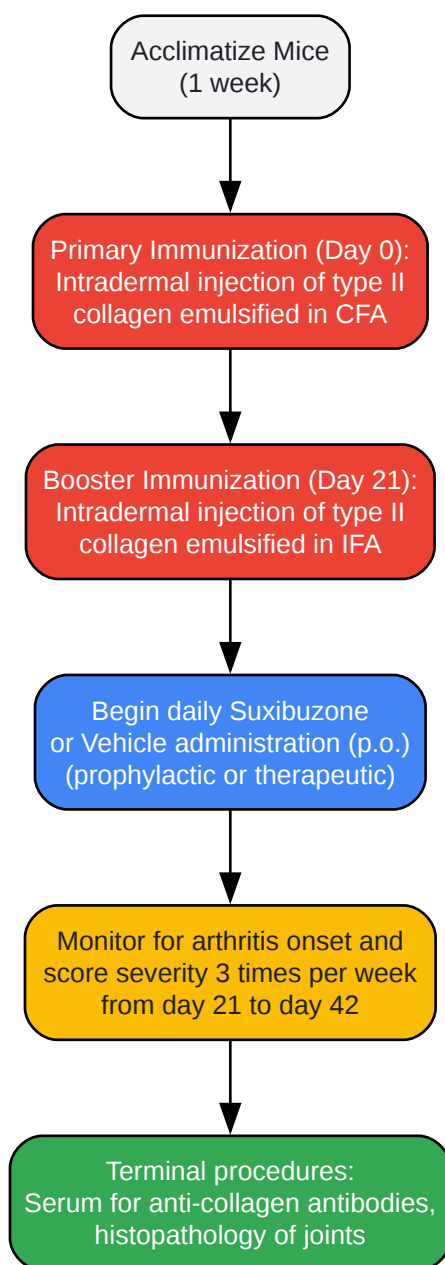 Acclimatize Mice
(1 week)
Primary Immunization (Day 0):
Intradermal injection of type II
collagen emulsified in CFA
Booster Immunization (Day 21):
Intradermal injection of type II
collagen emulsified in IFA
Begin daily Suxibuzone
or Vehicle administration (p.o.)
(prophylactic or therapeutic)
Monitor for arthritis onset and
score severity 3 times per week
from day 21 to day 42
Terminal procedures:
Serum for anti-collagen antibodies,
histopathology of joints